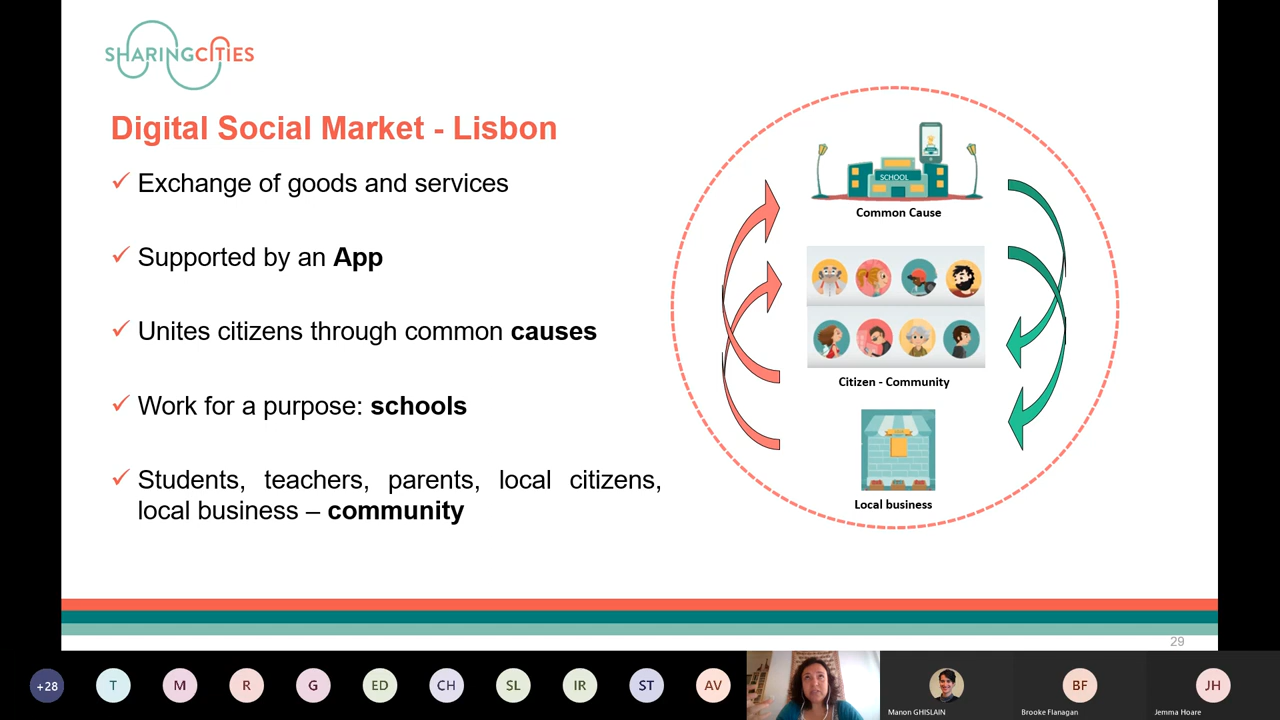 SHARINGCITIES
Digital Social Market - Lisbon
Exchange of goods and services
Supported by an App
Unites citizens through common causes
Work for a purpose: schools
Students, teachers, parents, local citizens,
local business – community
SCHOOL
Common Cause
Citizen - Community
Local business
29
+28
T
M
R
G
ED
CH
SL
IR
ST
AV
Manon GHISLAIN
BF
Brooke Flanagan
JH
Jemma Hoare